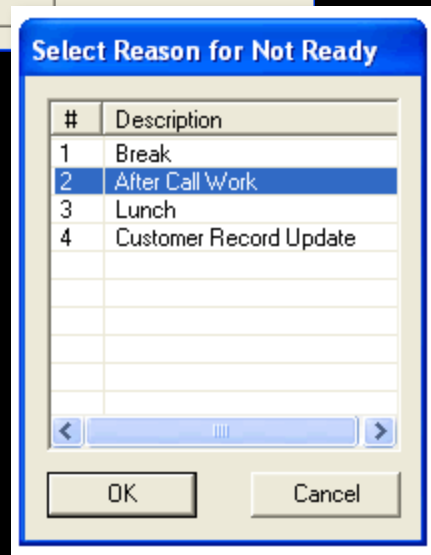 Select Reason for Not Ready
# Description
1 Break
2 After Call Work
3 Lunch
4 Customer Record Update
OK Cancel